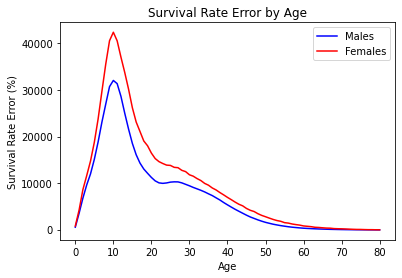 Survival Rate Error by Age
Males
Females
Survival Rate Error (%)
40000
30000
20000
10000
0
0 10 20 30 40 50 60 70 80
Age